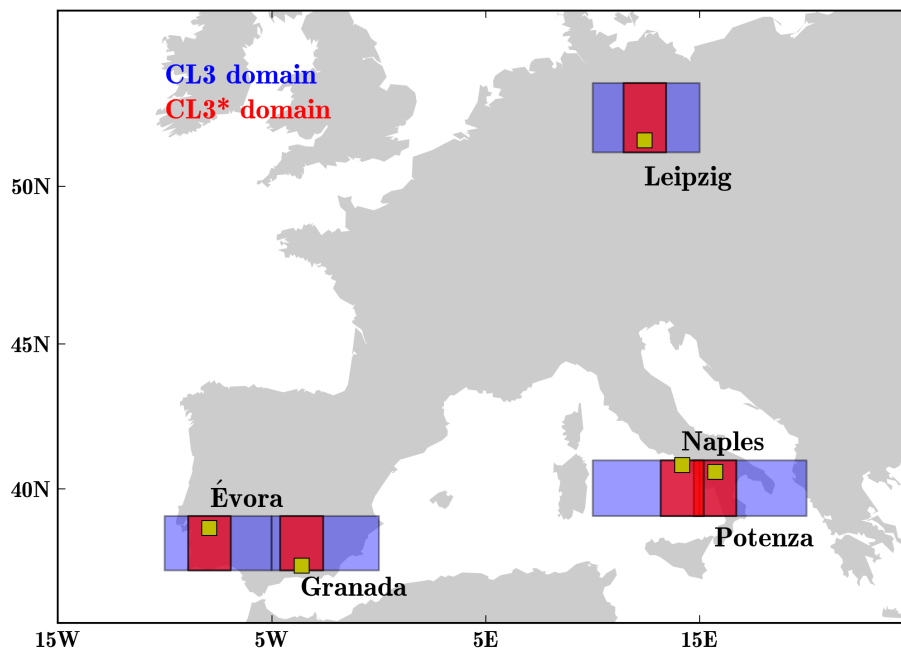 CL3 domain
CL3* domain
Leipzig
50N
45N
Naples
40N
Évora
Potenza
Granada
15W
5W
5E
15E